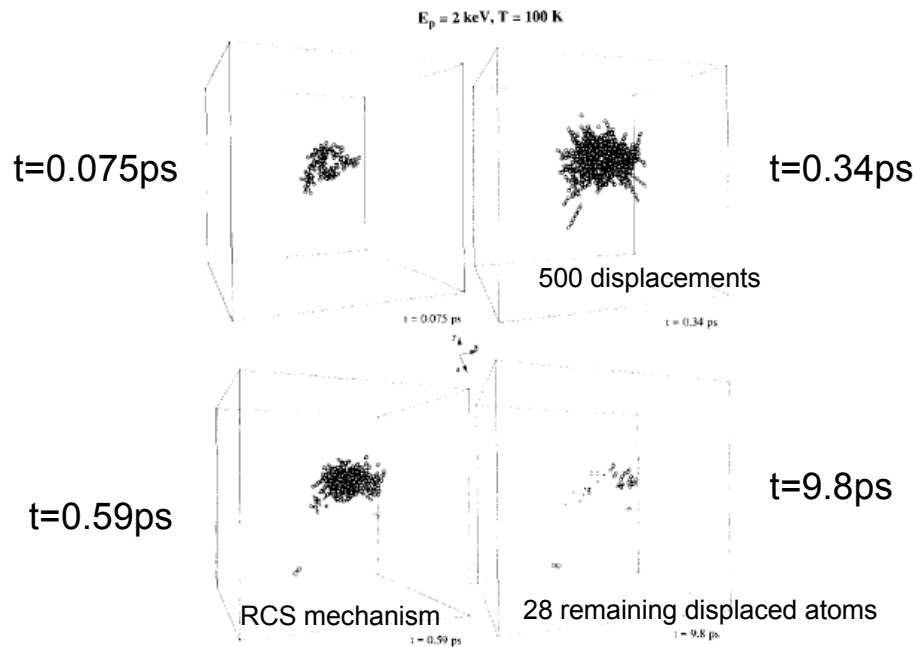 E_p = 2 keV, T = 100 K
t=0.075ps
t=0.34ps
500 displacements
t = 0.075 ps
t = 0.34 ps
t=0.59ps
t=9.8ps
RCS mechanism
28 remaining displaced atoms
t = 0.59 ps
t = 9.8 ps